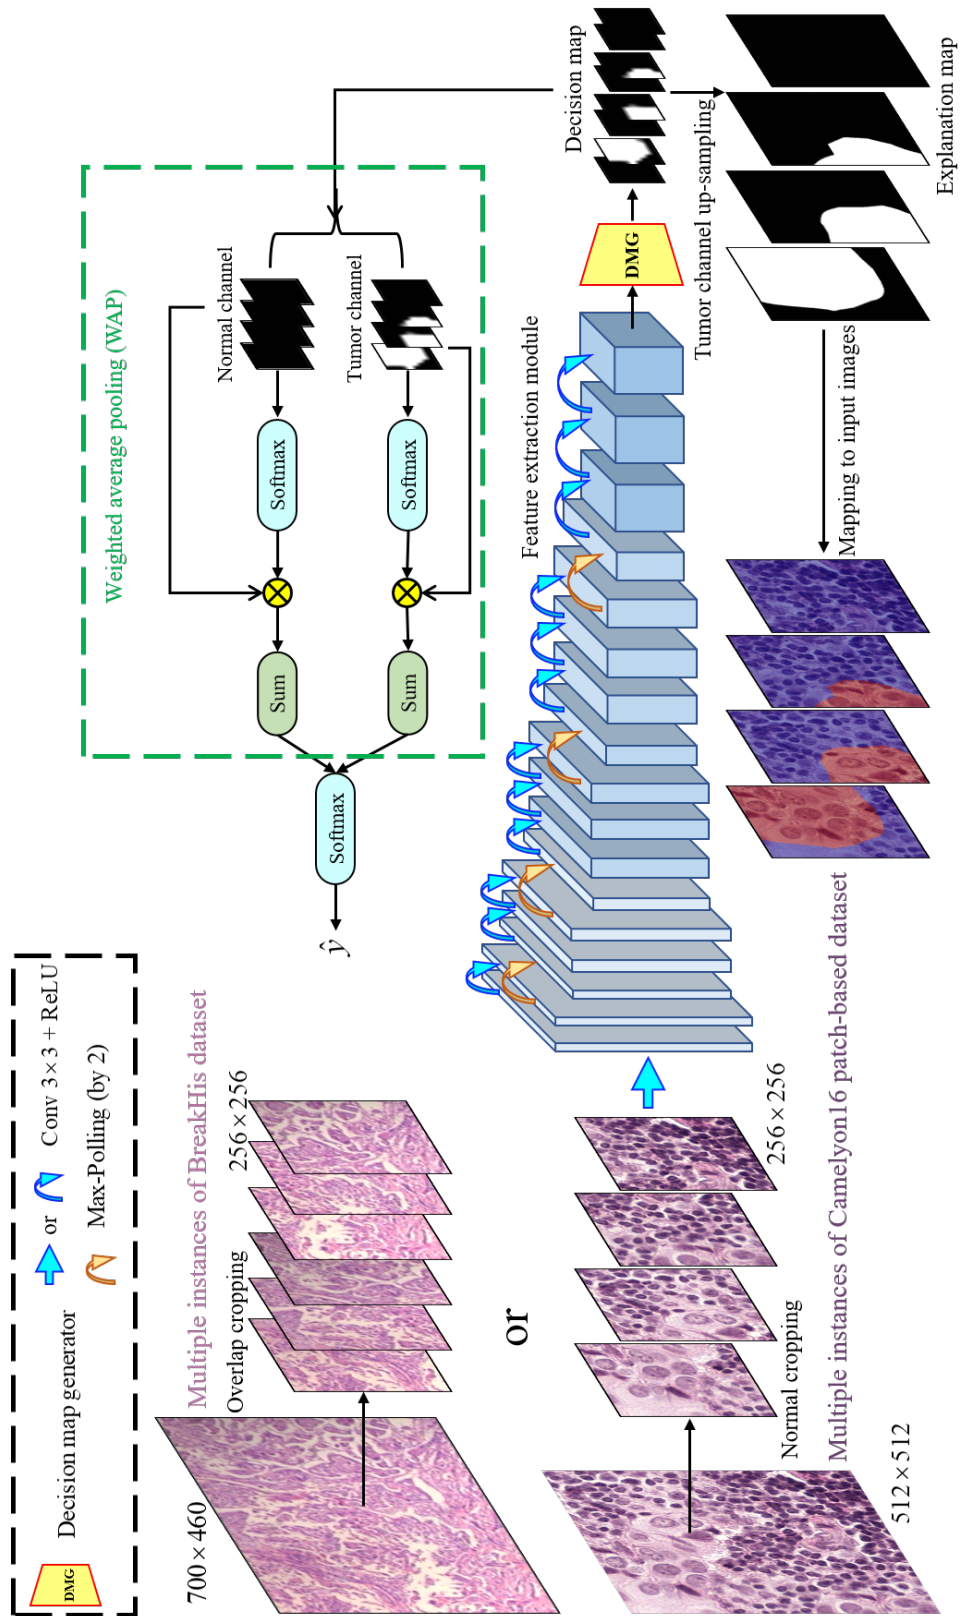 DMG
Decision map generator
or
Conv 3×3 + ReLU
Max-Polling (by 2)
Weighted average pooling (WAP)
Normal channel
Tumor channel
Softmax
Softmax
Sum
Sum
Softmax
ŷ
700×460
Multiple instances of BreakHis dataset
Overlap cropping
256×256
or
512×512
Normal cropping
256×256
Multiple instances of Camelyon16 patch-based dataset
Feature extraction module
DMG
Decision map
Tumor channel up-sampling
Explanation map
Mapping to input images